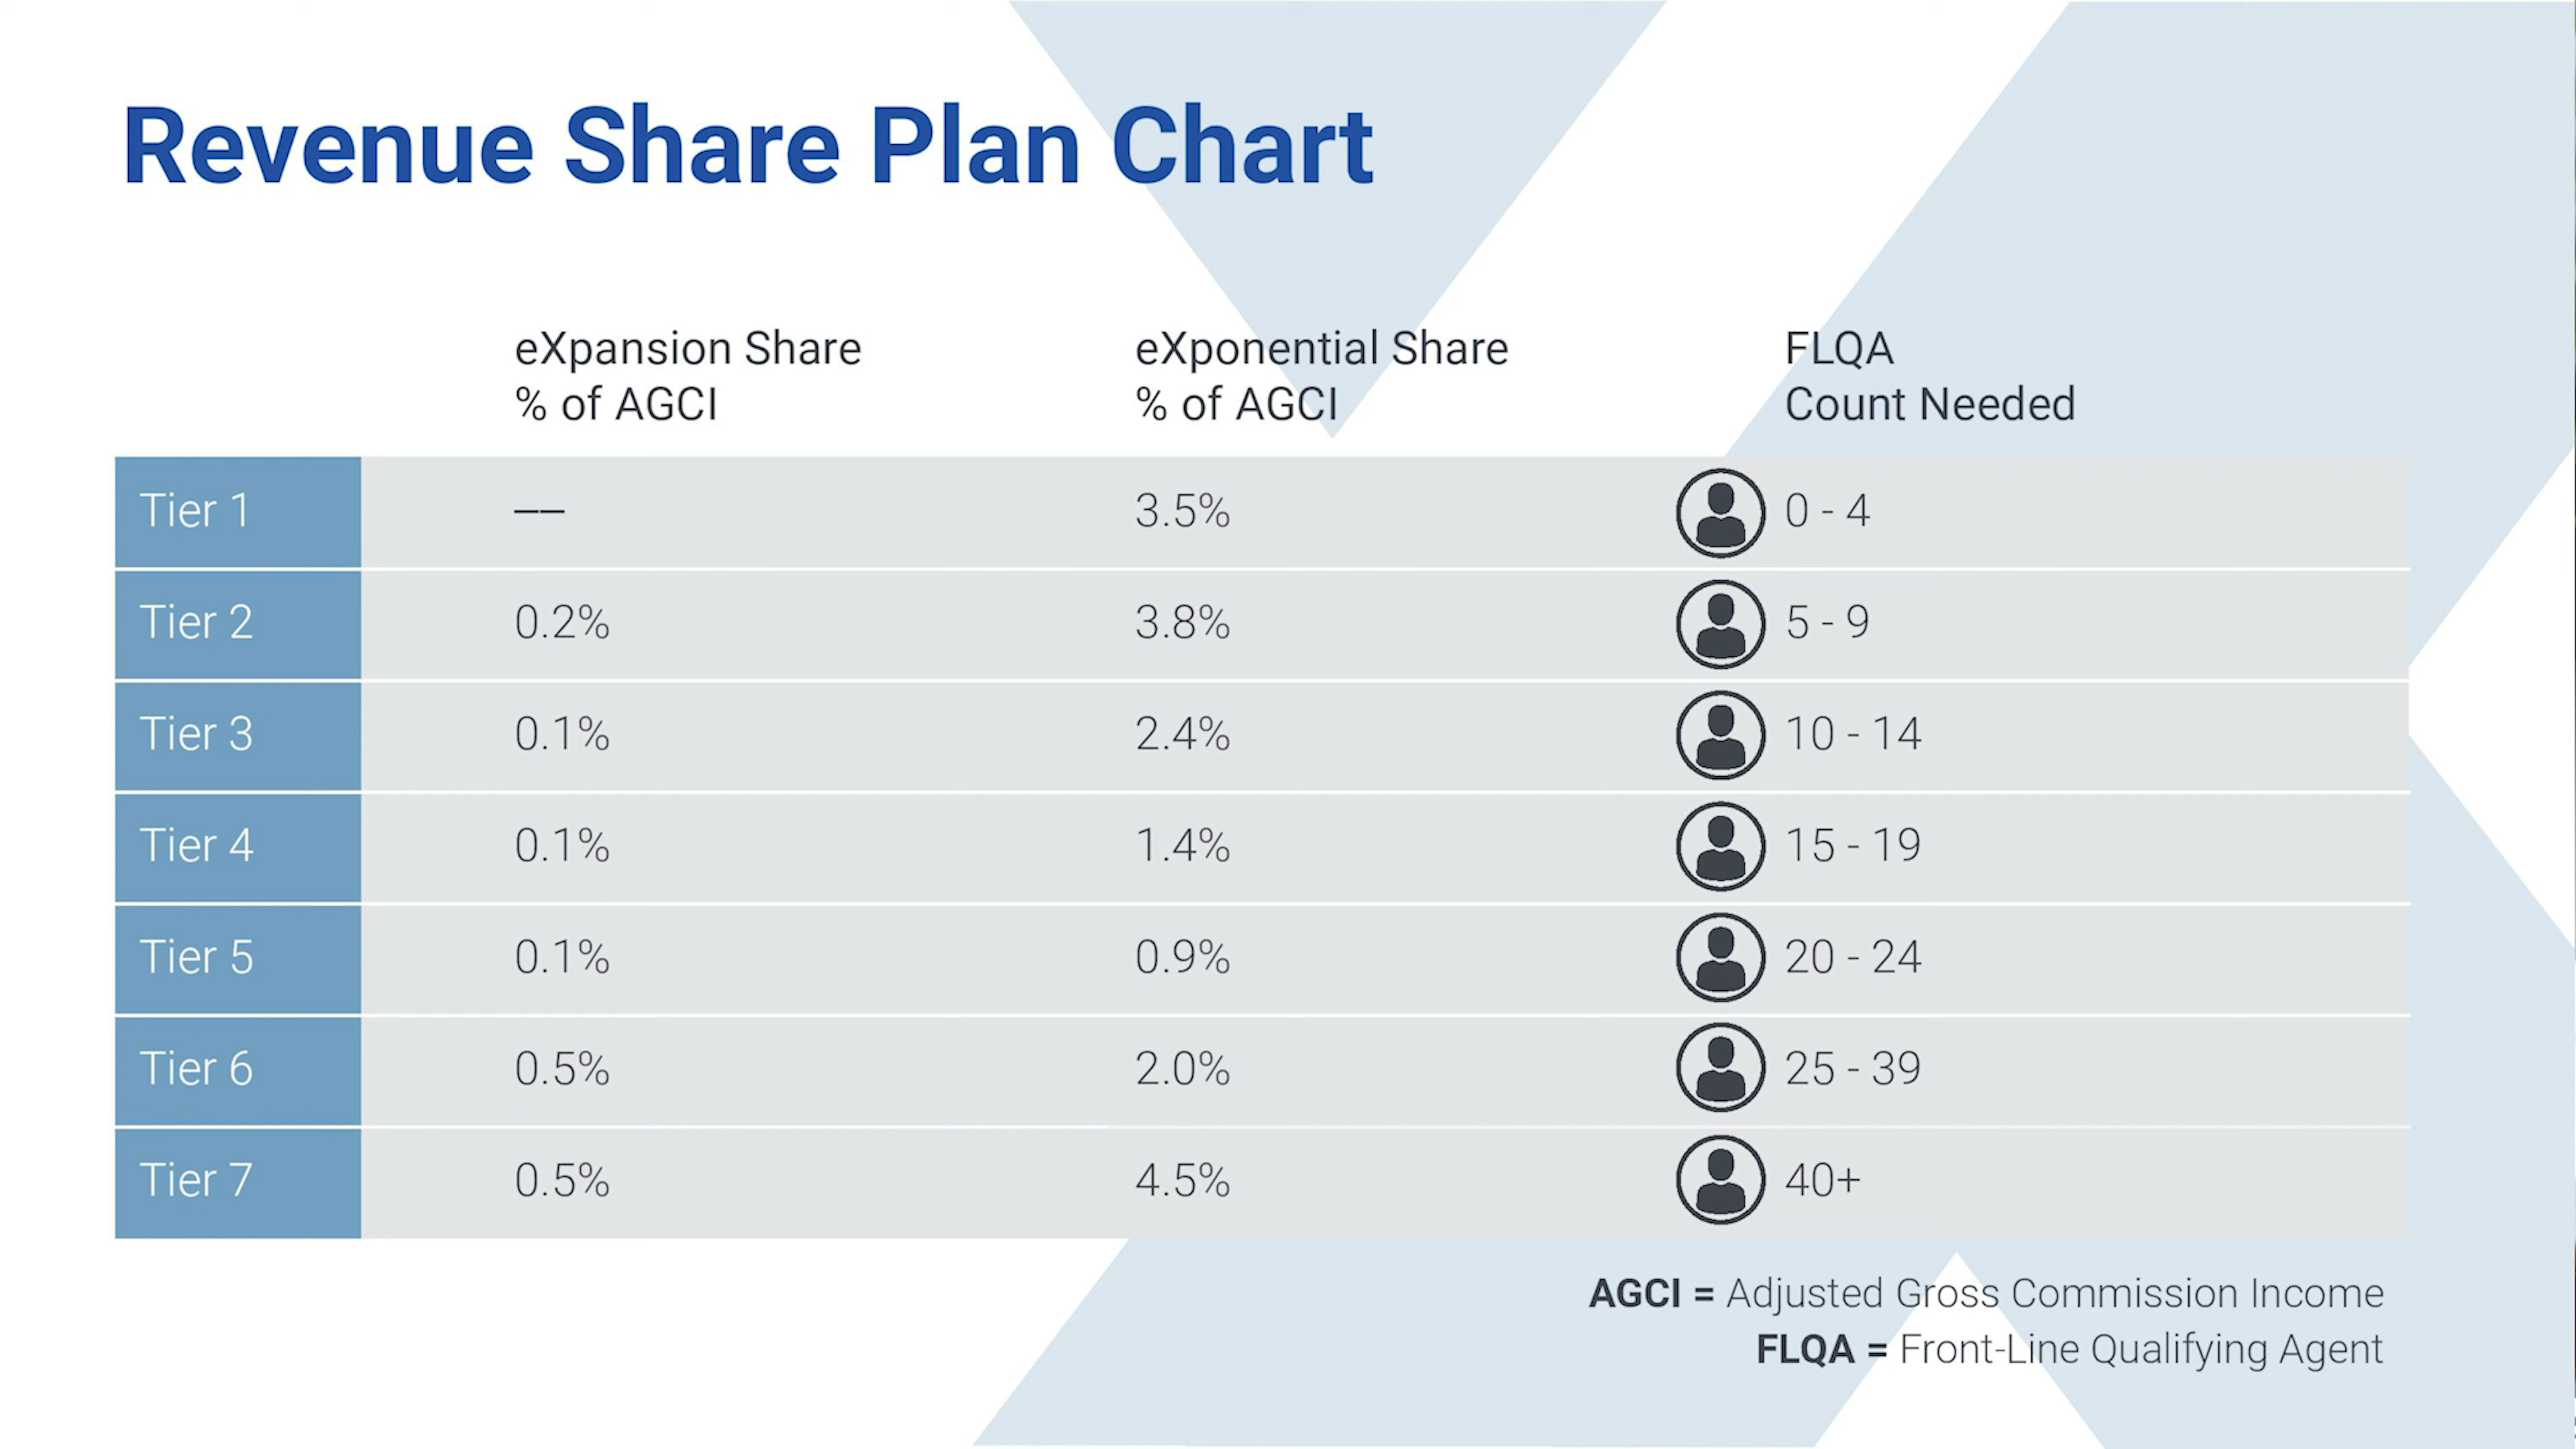 Revenue Share Plan Chart
eXpansion Share eXponential Share FLQA
% of AGCI % of AGCI Count Needed
Tier 1 — 3.5% 0 - 4
Tier 2 0.2% 3.8% 5 - 9
Tier 3 0.1% 2.4% 10 - 14
Tier 4 0.1% 1.4% 15 - 19
Tier 5 0.1% 0.9% 20 - 24
Tier 6 0.5% 2.0% 25 - 39
Tier 7 0.5% 4.5% 40+
AGCI = Adjusted Gross Commission Income
FLQA = Front-Line Qualifying Agent